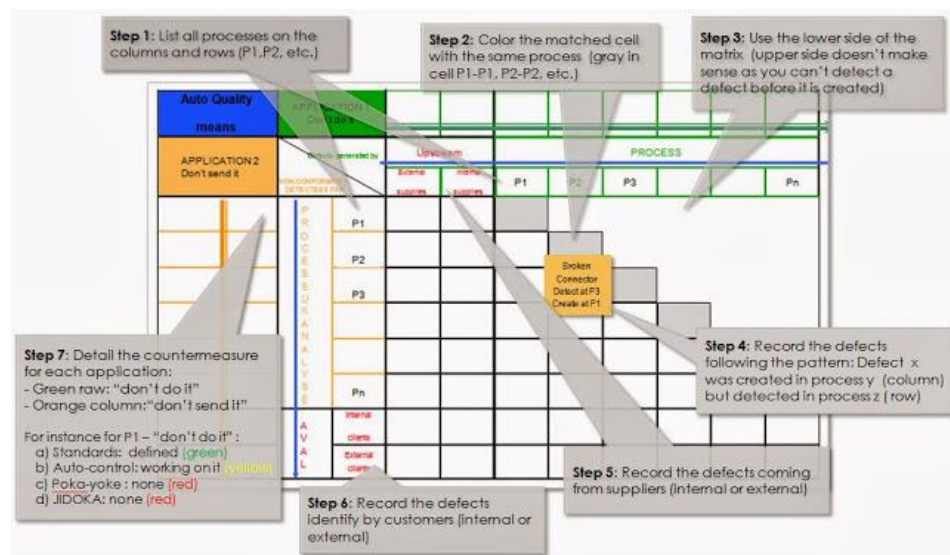 Step 1: List all processes on
the columns and rows (P1,P2, etc.)
Step 2: Color the matched cell
with the same process (gray in
cell P1-P1, P2-P2, etc.)
Step 3: Use the lower side of the
matrix (upper side doesn't make
sense as you can't detect a
defect before it is created)
Auto Quality
means
APPLICATION 1
Don't do it
APPLICATION 2
Don't send it
generated by
Upstream
PROCESS
External
supplies
Internal
supplies
P1
P2
P3
Pn
P1
P2
P3
Pn
Broken
Connector
Detect at P3
Create at P1
Internal
clients
External
clients
A
V
A
L
Step 4: Record the defects
following the pattern: Defect x
was created in process y (column)
but detected in process z (row)
Step 7: Detail the countermeasure
for each application:
- Green raw: "don't do it"
- Orange column: "don't send it"
For instance for P1 – "don't do it" :
a) Standards: defined (green)
b) Auto-control: working on it (yellow)
c) Poka-yoke : none (red)
d) JIDOKA: none (red)
Step 5: Record the defects coming
from suppliers (internal or external)
Step 6: Record the defects
identify by customers (internal or
external)